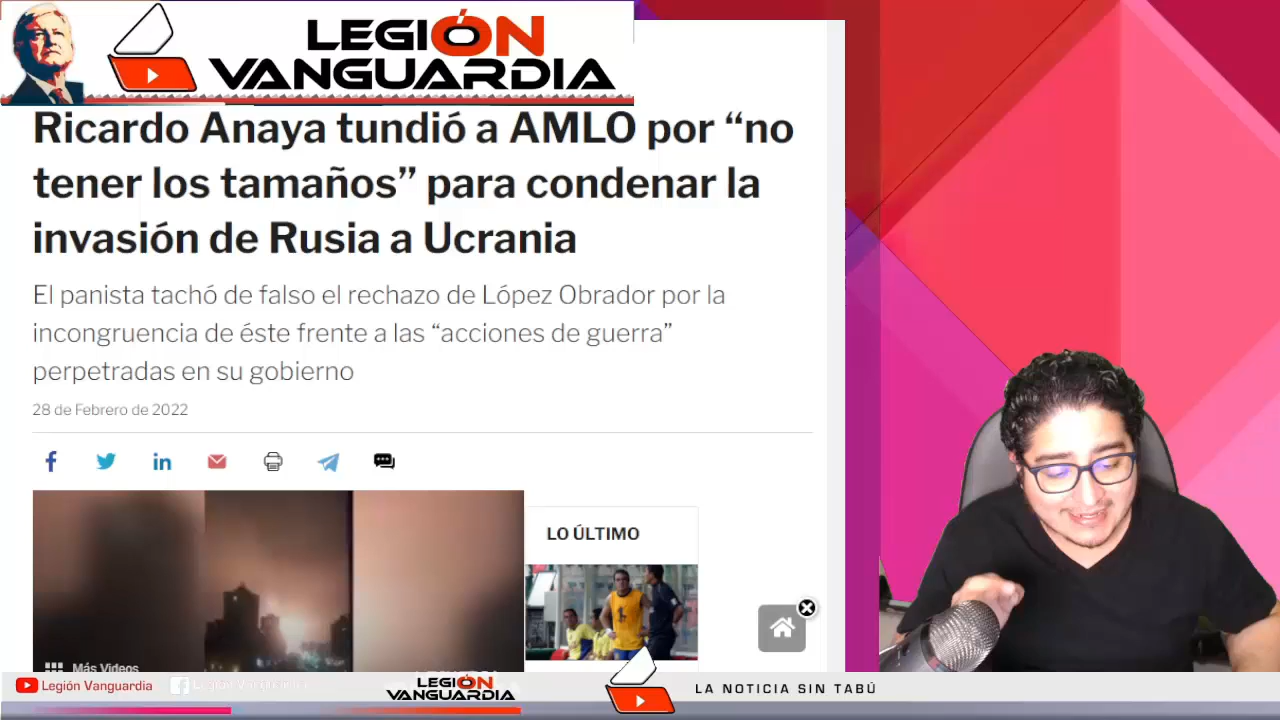 LEGIÓN
VANGUARDIA
Ricardo Anaya tundió a AMLO por “no
tener los tamaños” para condenar la
invasión de Rusia a Ucrania
El panista tachó de falso el rechazo de López Obrador por la
incongruencia de éste frente a las “acciones de guerra”
perpetradas en su gobierno
28 de Febrero de 2022
LO ÚLTIMO
Más Videos
Legión Vanguardia
Legión Vanguardia
LEGIÓN
VANGUARDIA
LA NOTICIA SIN TABÚ